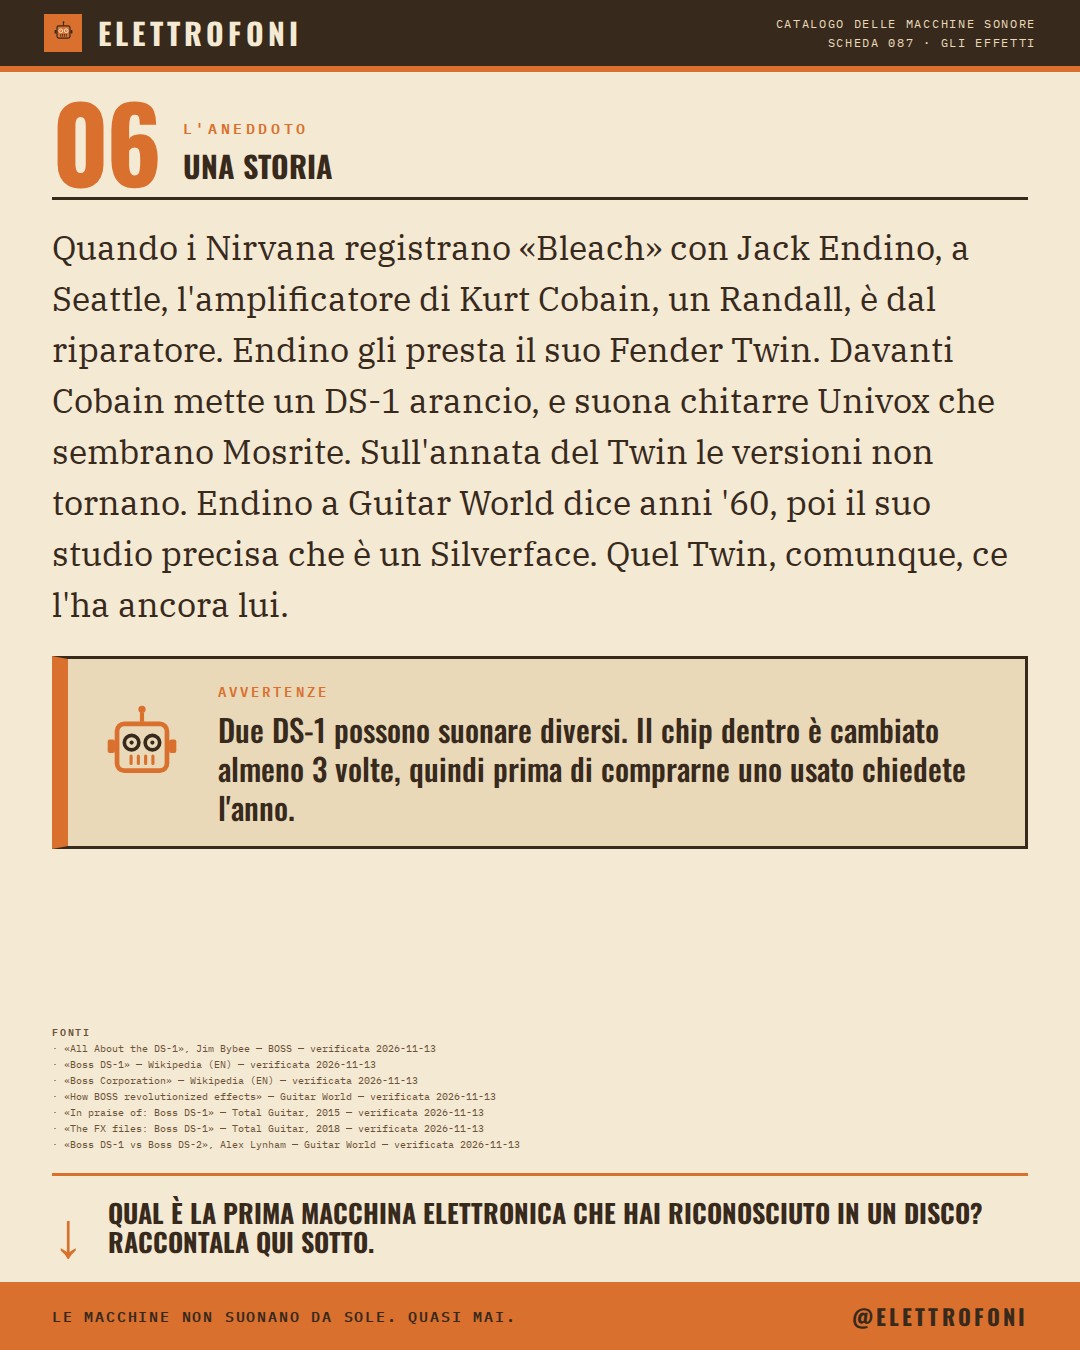 ELETTROFONI
CATALOGO DELLE MACCHINE SONORE
SCHEDA 087 · GLI EFFETTI
06
L'ANEDDOTO
UNA STORIA
Quando i Nirvana registrano «Bleach» con Jack Endino, a
Seattle, l'amplificatore di Kurt Cobain, un Randall, è dal
riparatore. Endino gli presta il suo Fender Twin. Davanti
Cobain mette un DS-1 arancio, e suona chitarre Univox che
sembrano Mosrite. Sull'annata del Twin le versioni non
tornano. Endino a Guitar World dice anni '60, poi il suo
studio precisa che è un Silverface. Quel Twin, comunque, ce
l'ha ancora lui.
AVVERTENZE
Due DS-1 possono suonare diversi. Il chip dentro è cambiato
almeno 3 volte, quindi prima di comprarne uno usato chiedete
l'anno.
FONTI
· «All About the DS-1», Jim Bybee — BOSS — verificata 2026-11-13
· «Boss DS-1» — Wikipedia (EN) — verificata 2026-11-13
· «Boss Corporation» — Wikipedia (EN) — verificata 2026-11-13
· «How BOSS revolutionized effects» — Guitar World — verificata 2026-11-13
· «In praise of: Boss DS-1» — Total Guitar, 2015 — verificata 2026-11-13
· «The FX files: Boss DS-1» — Total Guitar, 2018 — verificata 2026-11-13
· «Boss DS-1 vs Boss DS-2», Alex Lynham — Guitar World — verificata 2026-11-13
↓ QUAL È LA PRIMA MACCHINA ELETTRONICA CHE HAI RICONOSCIUTO IN UN DISCO?
RACCONTALA QUI SOTTO.
LE MACCHINE NON SUONANO DA SOLE. QUASI MAI.
@ELETTROFONI